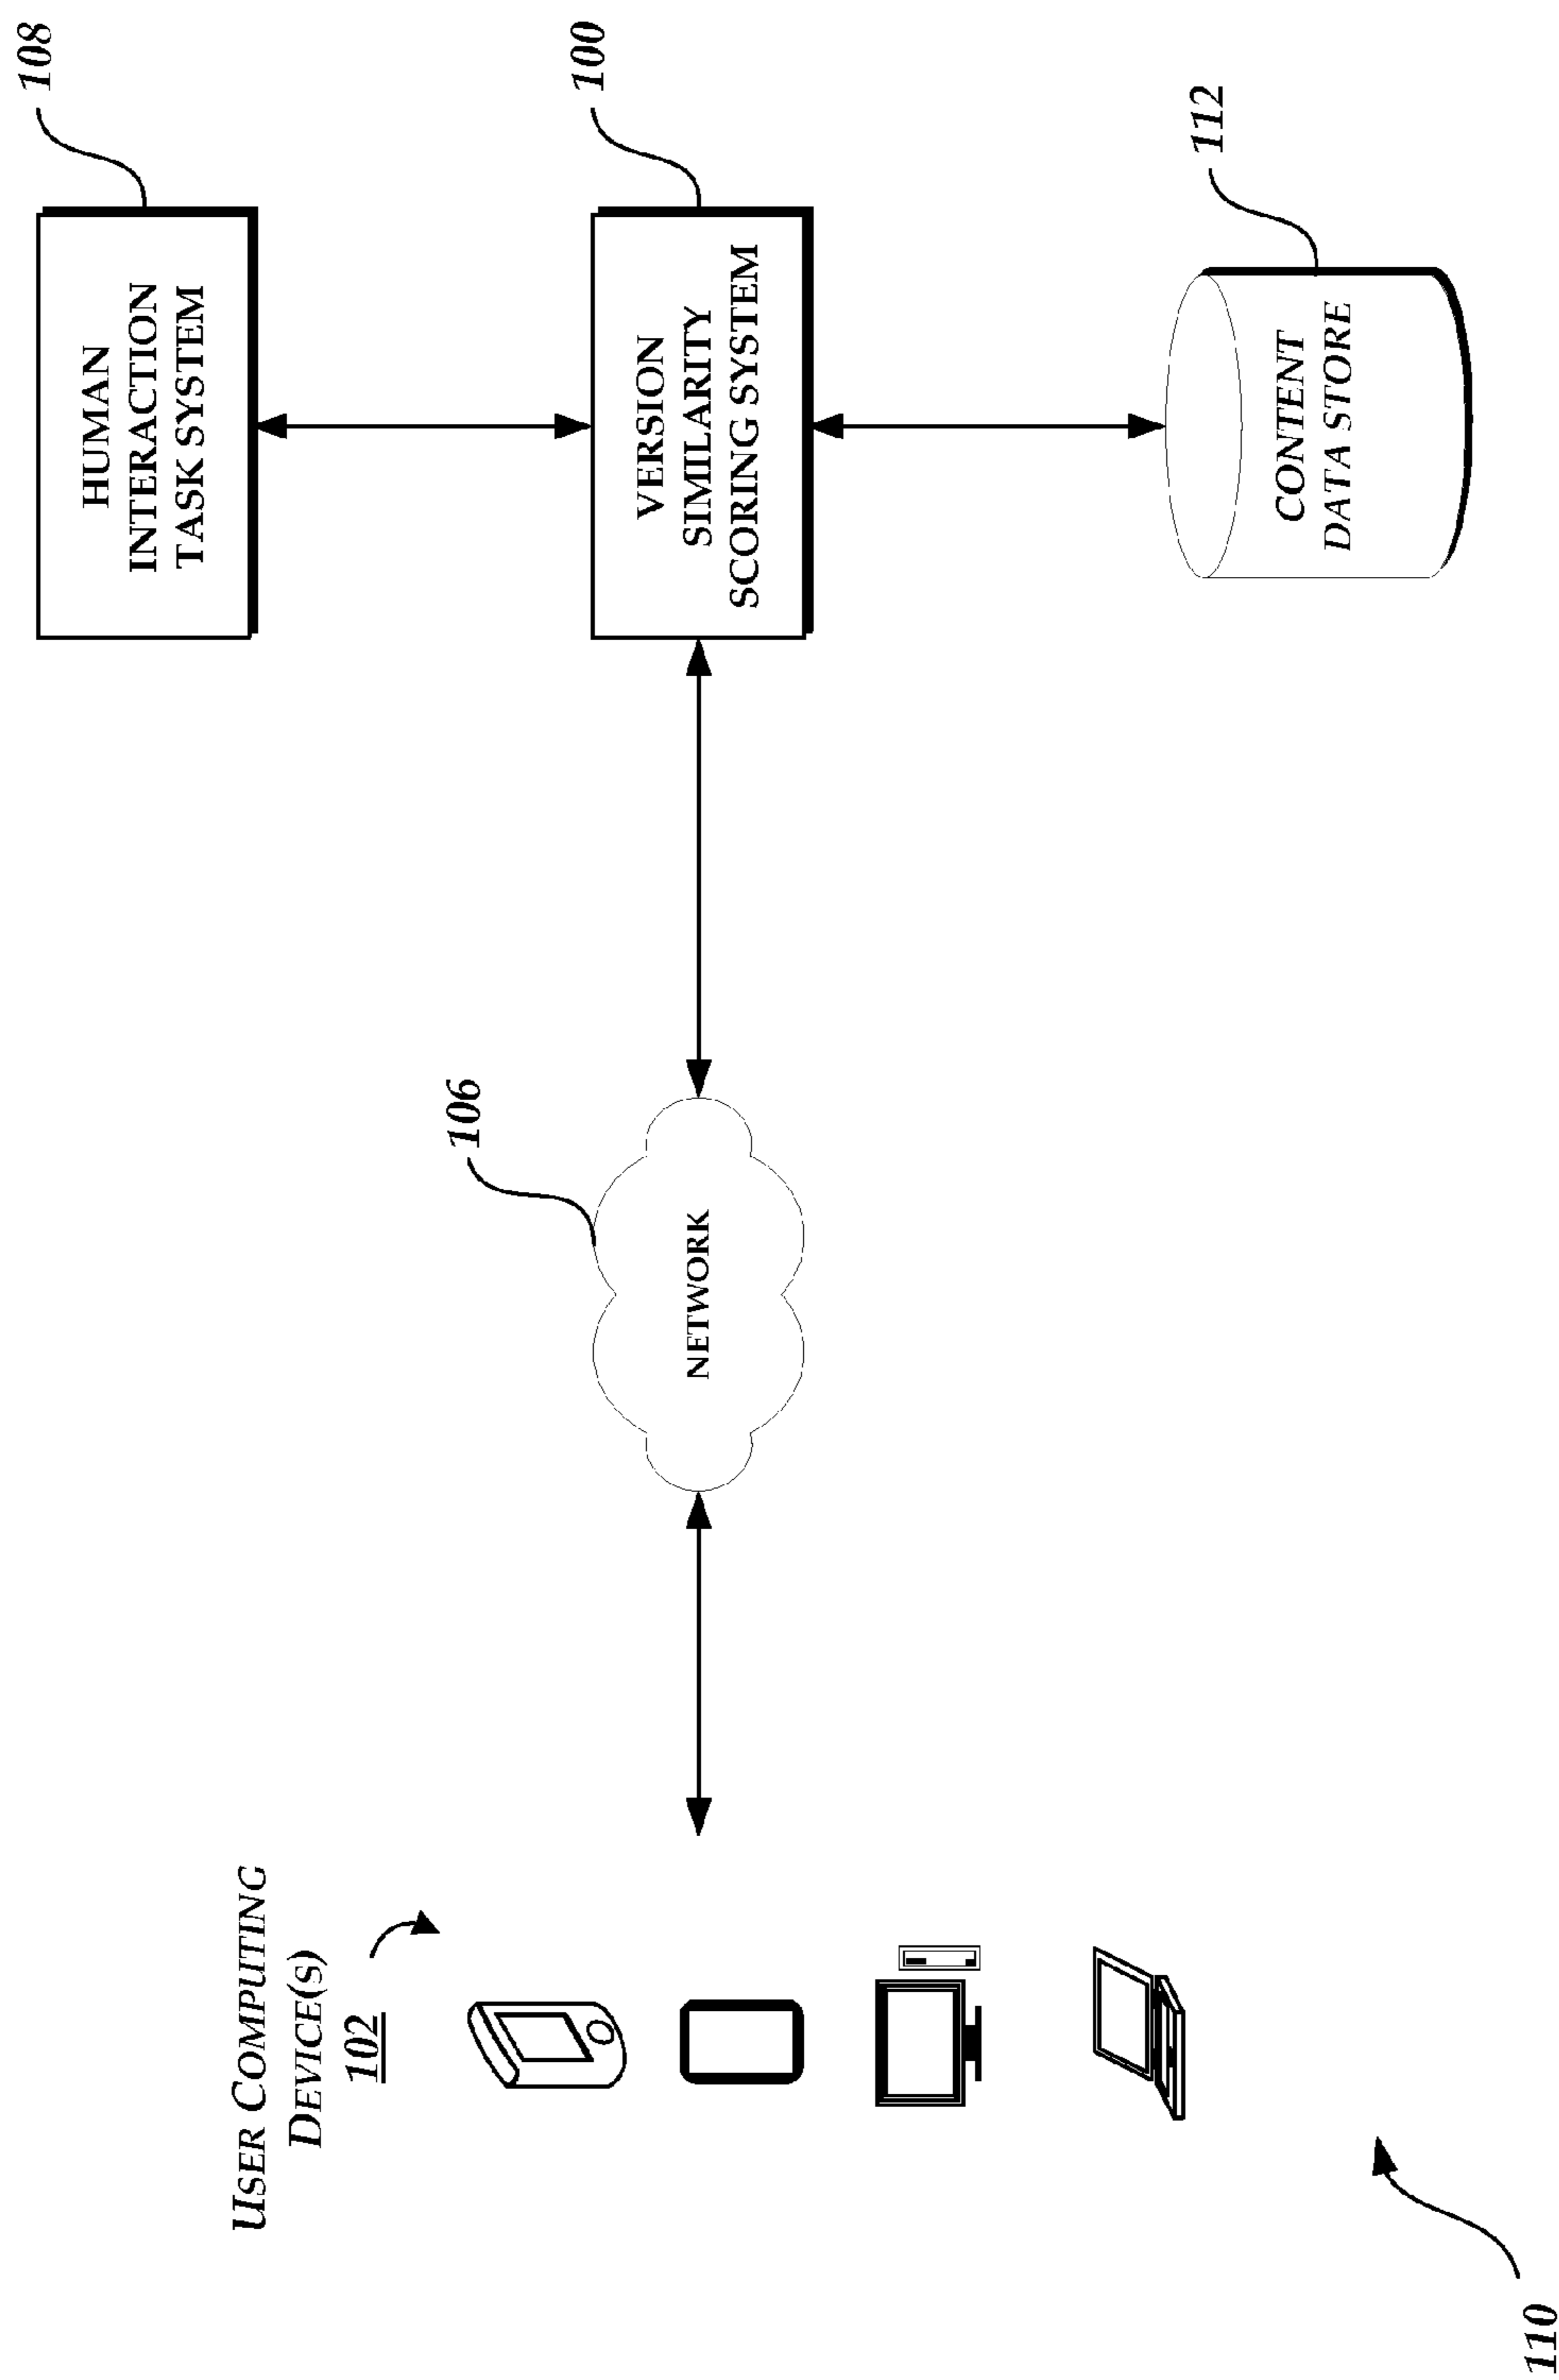 USER COMPUTING
DEVICE(S)
102
106
NETWORK
108
HUMAN
INTERACTION
TASK SYSTEM
100
VERSION
SIMILARITY
SCORING SYSTEM
112
CONTENT
DATA STORE
110